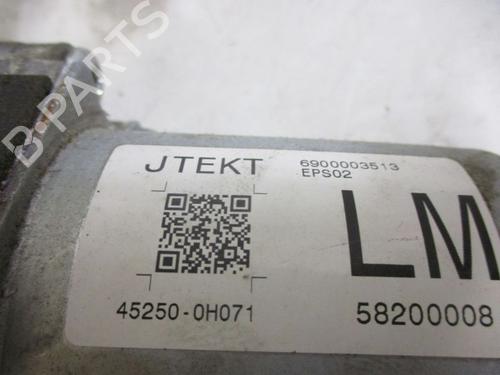 B-PARTS
JTEKT
6900003513
EPS02
LM
45250-0H071
58200008